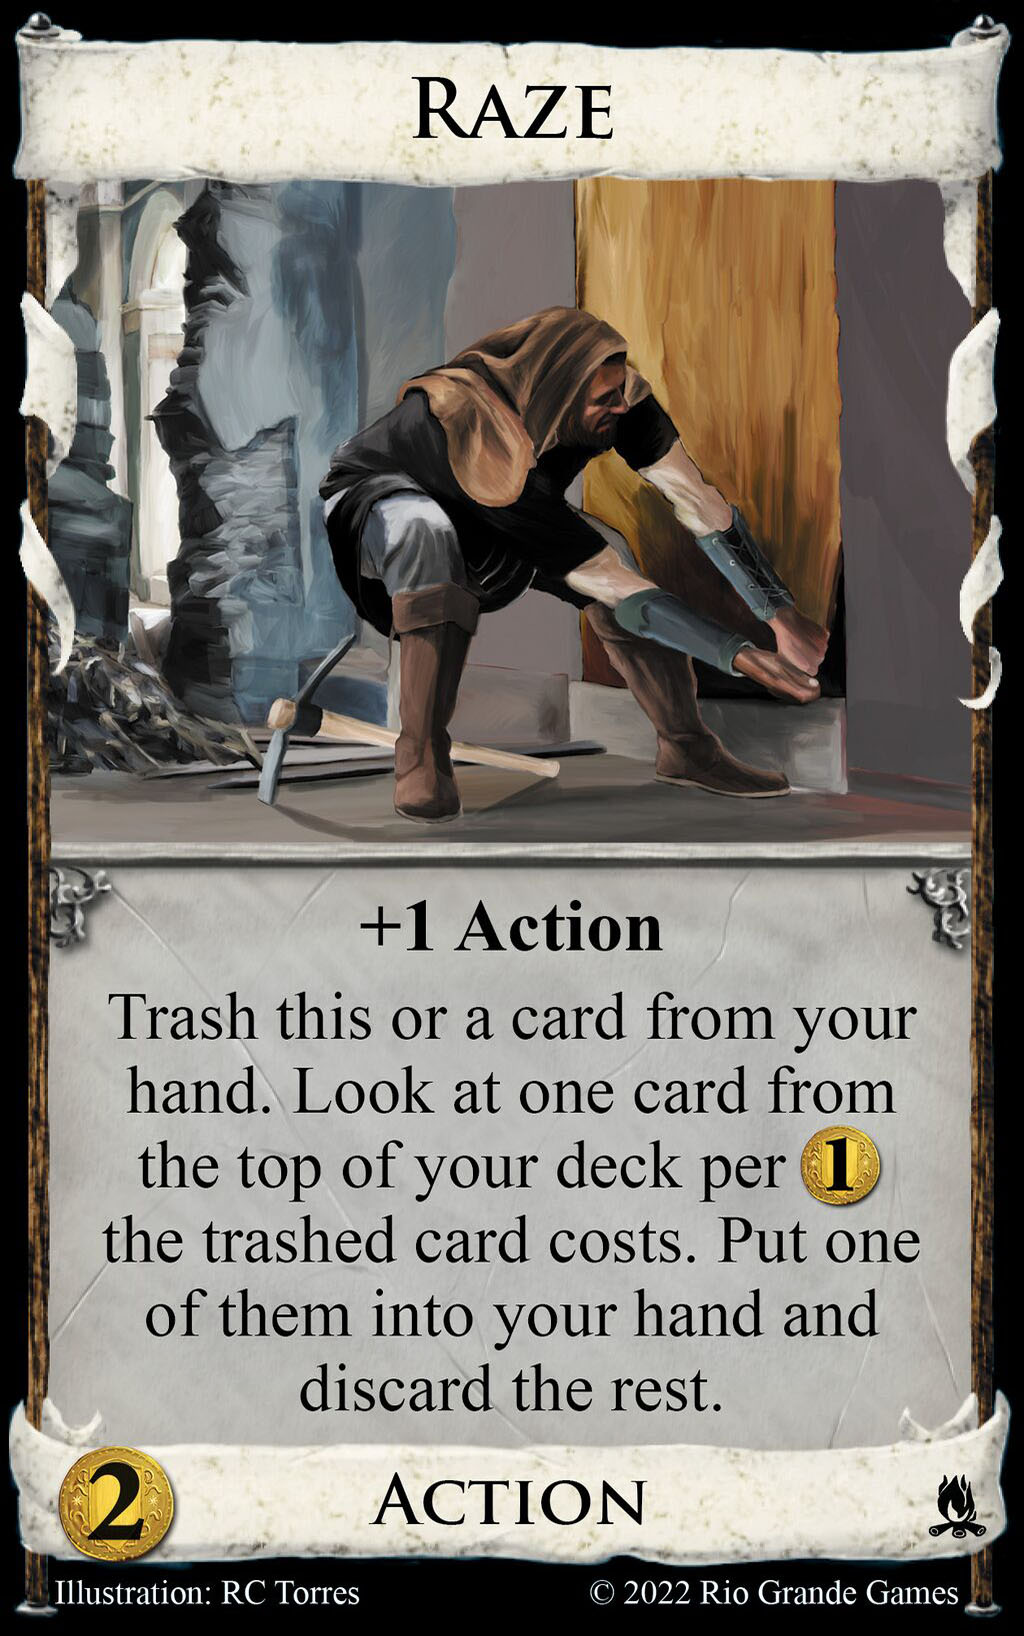 RAZE
+1 Action
Trash this or a card from your
hand. Look at one card from
the top of your deck per 1
the trashed card costs. Put one
of them into your hand and
discard the rest.
2 ACTION
Illustration: RC Torres © 2022 Rio Grande Games